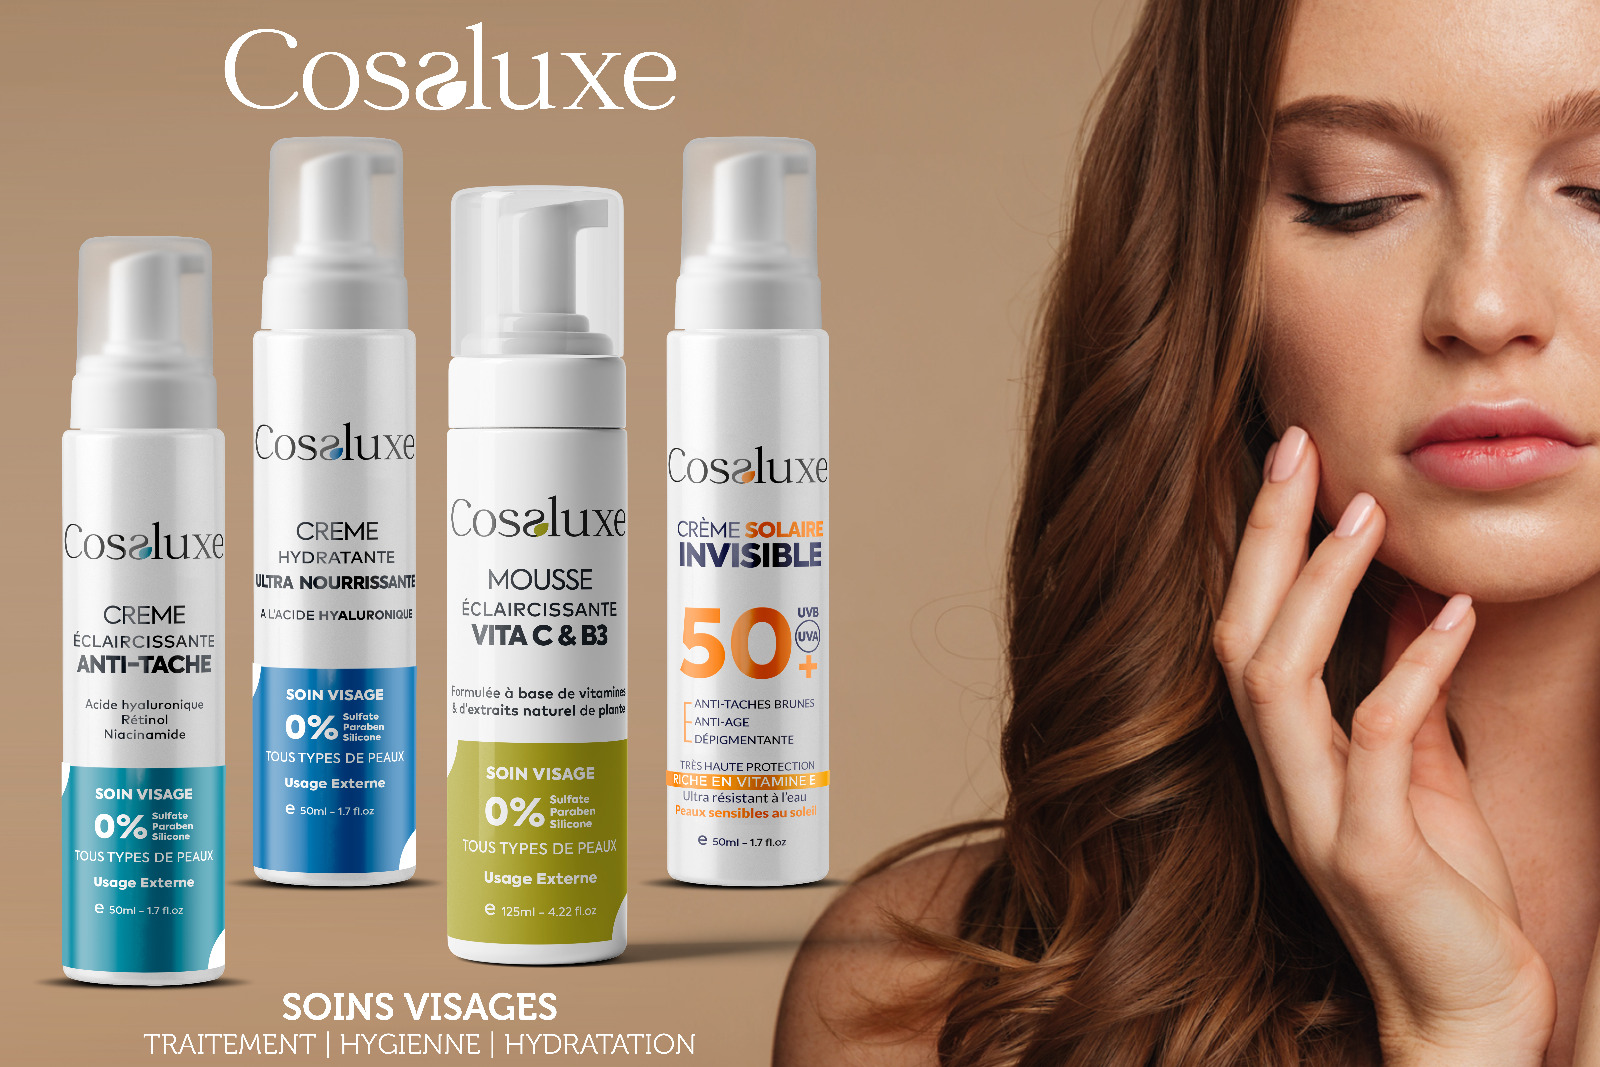 Cosaluxe
Cosaluxe
CREME
ÉCLAIRCISSANTE
ANTI-TACHE
Acide hyaluronique
Rétinol
Niacinamide
SOIN VISAGE
0% Sulfate
Paraben
Silicone
TOUS TYPES DE PEAUX
Usage Externe
e 50ml - 1.7 fl.oz
Cosaluxe
CREME
HYDRATANTE
ULTRA NOURRISSANTE
A L'ACIDE HYALURONIQUE
SOIN VISAGE
0% Sulfate
Paraben
Silicone
TOUS TYPES DE PEAUX
Usage Externe
e 50ml - 1.7 fl.oz
Cosaluxe
MOUSSE
ÉCLAIRCISSANTE
VITA C & B3
Formulée à base de vitamines
& d'extraits naturel de plante
SOIN VISAGE
0% Sulfate
Paraben
Silicone
TOUS TYPES DE PEAUX
Usage Externe
e 125ml - 4.22 fl.oz
Cosaluxe
CRÈME SOLAIRE
INVISIBLE
50+
UVB
UVA
ANTI-TACHES BRUNES
ANTI-AGE
DÉPIGMENTANTE
TRÈS HAUTE PROTECTION
RICHE EN VITAMINE E
Ultra résistant à l'eau
Peaux sensibles au soleil
e 50ml - 1.7 fl.oz
SOINS VISAGES
TRAITEMENT | HYGIENNE | HYDRATATION